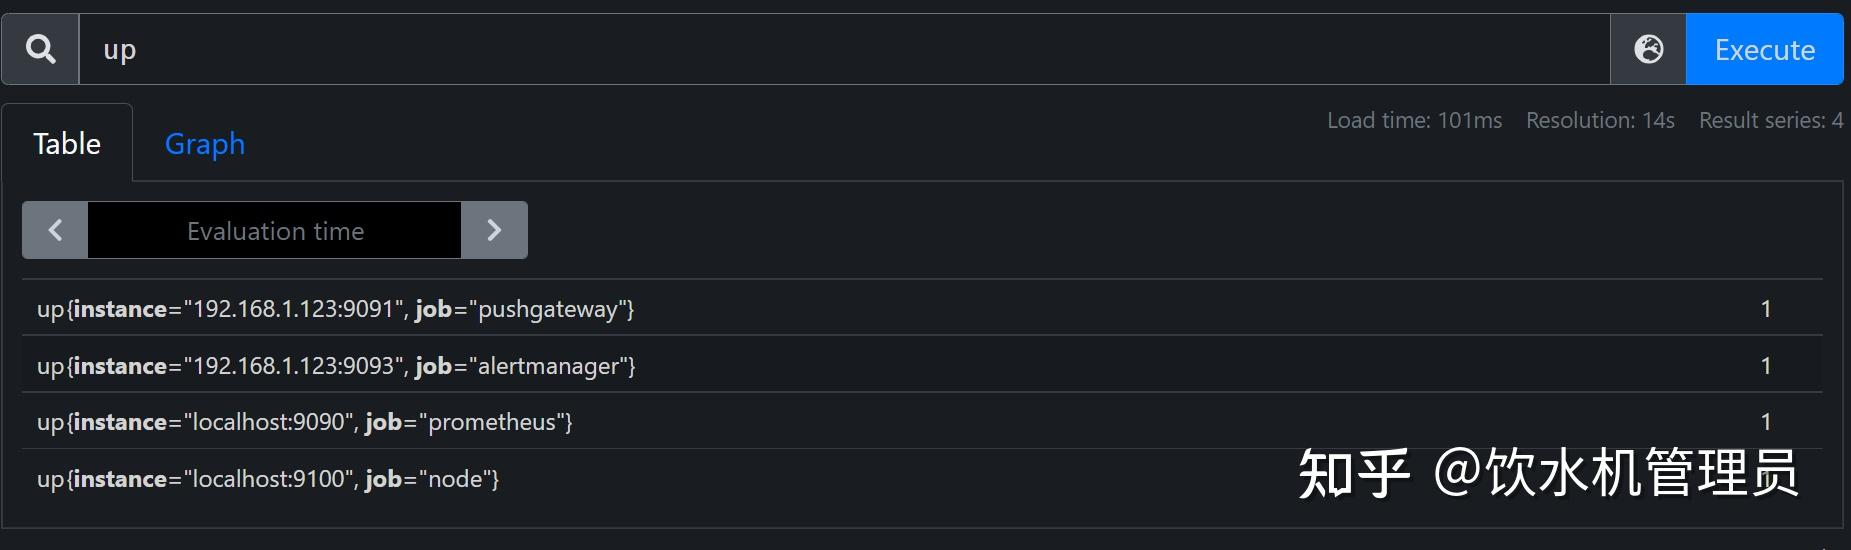 up
Execute
Load time: 101ms Resolution: 14s Result series: 4
Table Graph
Evaluation time
up{instance="192.168.1.123:9091", job="pushgateway"} 1
up{instance="192.168.1.123:9093", job="alertmanager"} 1
up{instance="localhost:9090", job="prometheus"} 1
up{instance="localhost:9100", job="node"}
知乎 @饮水机管理员